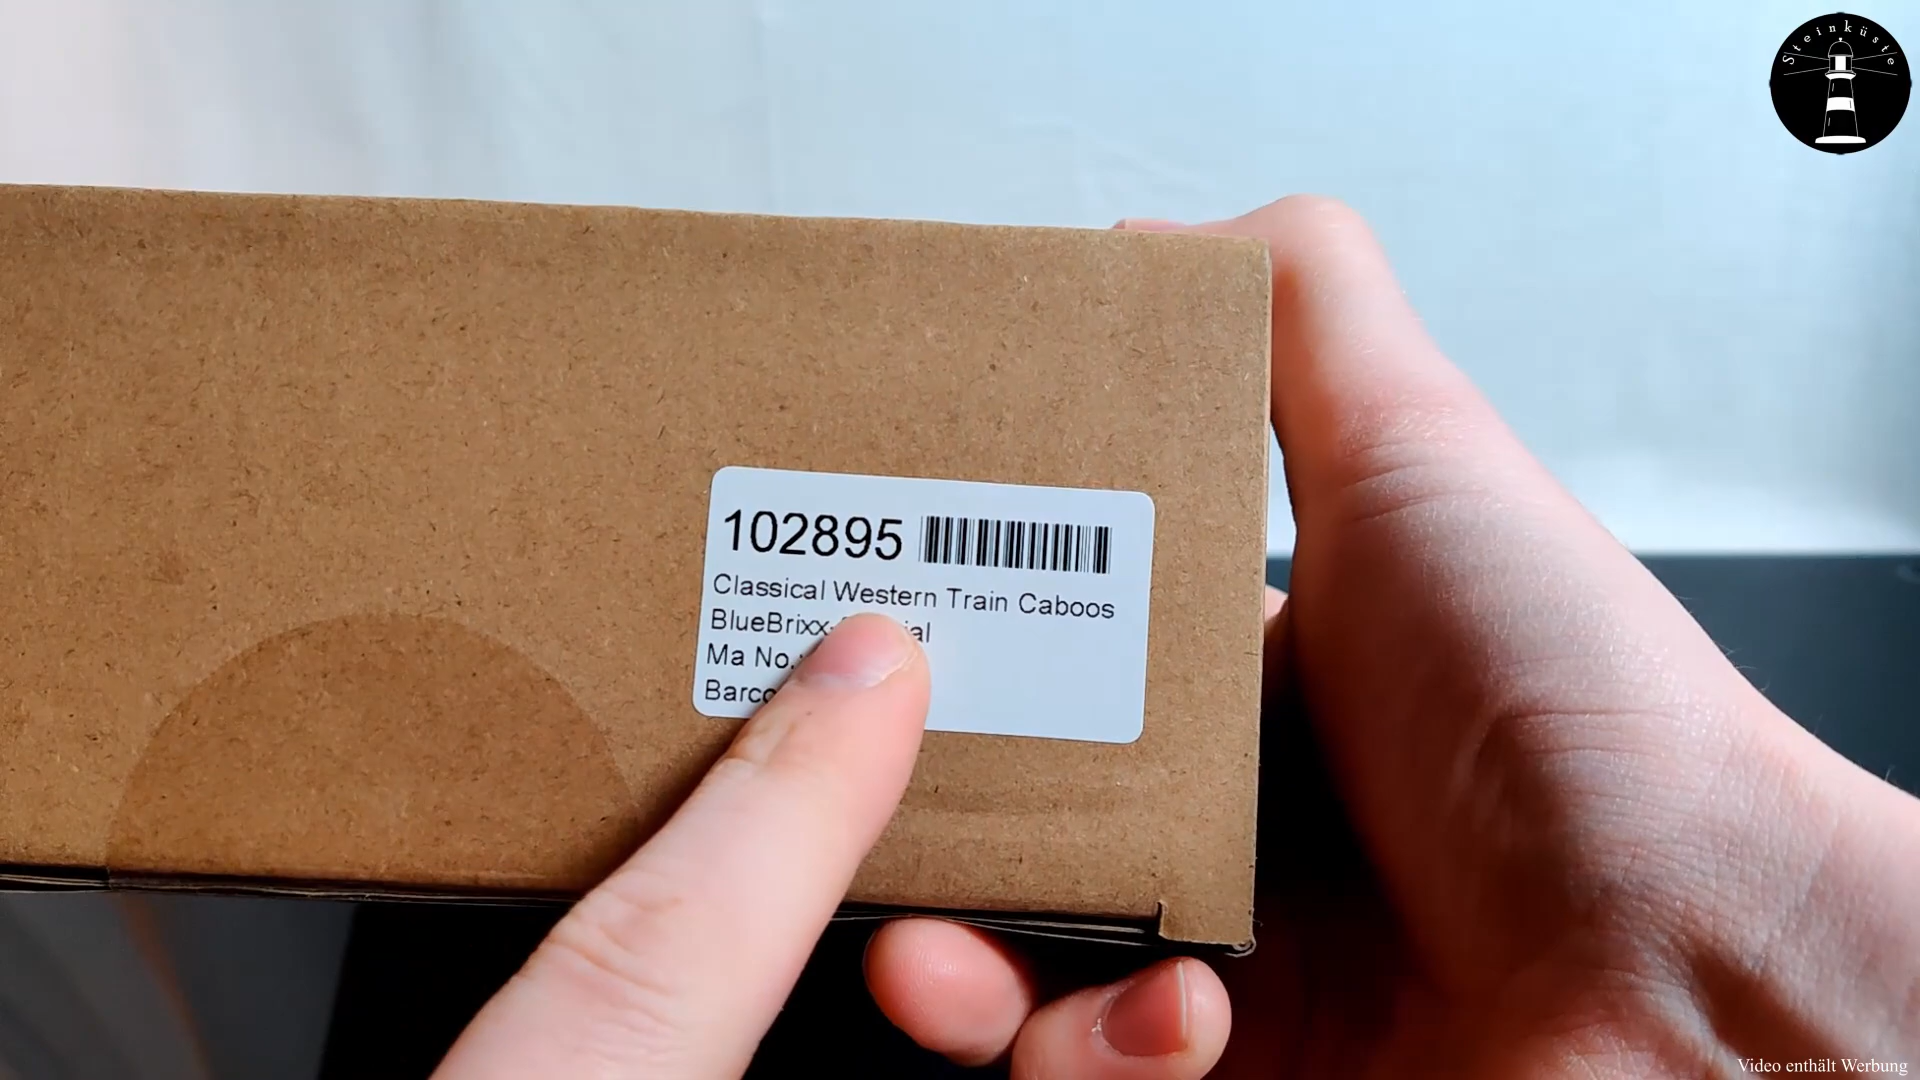 Steinküste
102895
Classical Western Train Caboos
BlueBrixx-
Ma No.:
Video enthält Werbung